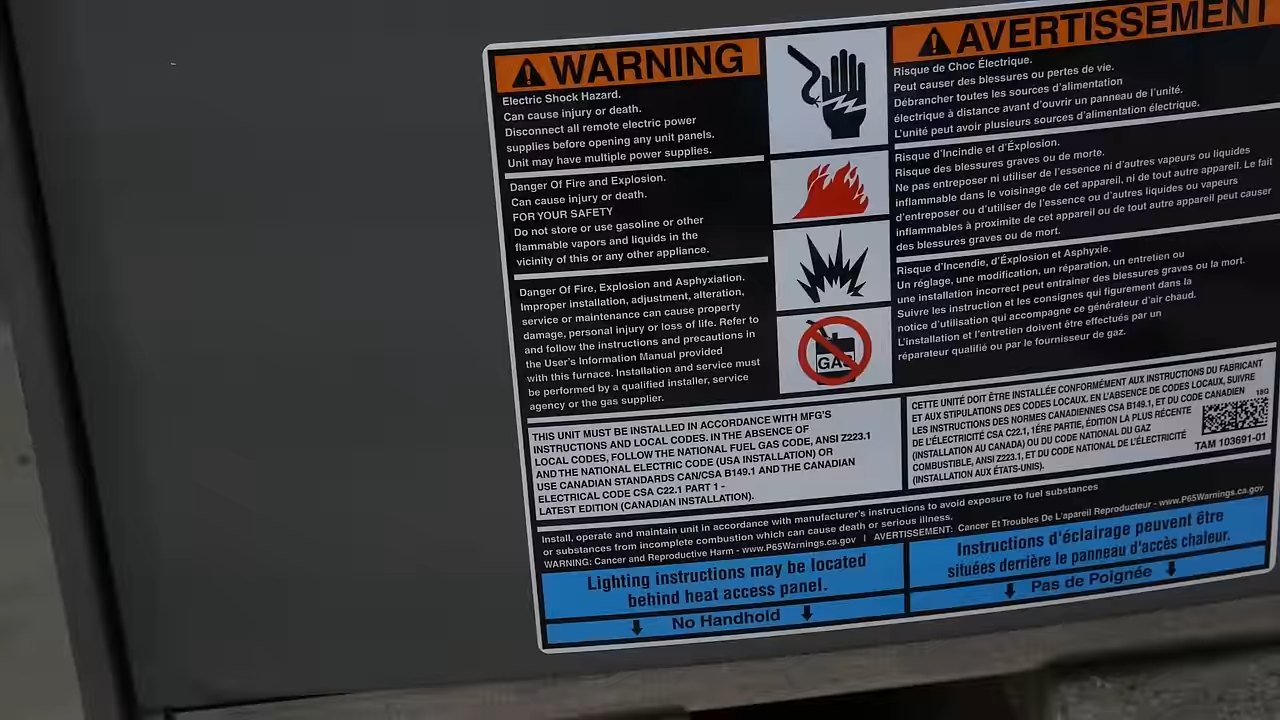 WARNING
Electric Shock Hazard.
Can cause injury or death.
Disconnect all remote electric power
supplies before opening any unit panels.
Unit may have multiple power supplies.
Danger Of Fire and Explosion.
Can cause injury or death.
FOR YOUR SAFETY
Do not store or use gasoline or other
flammable vapors and liquids in the
vicinity of this or any other appliance.
Danger Of Fire, Explosion and Asphyxiation.
Improper installation, adjustment, alteration,
service or maintenance can cause property
damage, personal injury or loss of life. Refer to
and follow the instructions and precautions in
the User's Information Manual provided
with this furnace. Installation and service must
be performed by a qualified installer, service
agency or the gas supplier.
GAS
AVERTISSEMENT
Risque de Choc Électrique.
Peut causer des blessures ou pertes de vie.
Débrancher toutes les sources d'alimentation
électrique à distance avant d'ouvrir un panneau de l'unité.
L'unité peut avoir plusieurs sources d'alimentation électrique.
Risque d'Incindie et d'Éxplosion.
Risque des blessures graves ou de morte.
Ne pas entreposer ni utiliser de l'essence ni d'autres vapeurs ou liquides
inflammable dans le voisinage de cet appareil, ni de tout autre appareil. Le fait
d'entreposer ou d'utiliser de l'essence ou d'autres liquides ou vapeurs
inflammables à proximite de cet appareil ou de tout autre appareil peut causer
des blessures graves ou de mort.
Risque d'Incendie, d'Éxplosion et Asphyxie.
Un réglage, une modification, un réparation, un entretien ou
une installation incorrect peut entrainer des blessures graves ou la mort.
Suivre les instruction et les consignes qui figurement dans la
notice d'utilisation qui accompagne ce générateur d'air chaud.
L'installation et l'entretien doivent être effectués par un
réparateur qualifié ou par le fournisseur de gaz.
THIS UNIT MUST BE INSTALLED IN ACCORDANCE WITH MFG'S
INSTRUCTIONS AND LOCAL CODES. IN THE ABSENCE OF
LOCAL CODES, FOLLOW THE NATIONAL FUEL GAS CODE, ANSI Z223.1
AND THE NATIONAL ELECTRIC CODE (USA INSTALLATION) OR
USE CANADIAN STANDARDS CAN/CSA B149.1 AND THE CANADIAN
ELECTRICAL CODE CSA C22.1 PART 1 -
LATEST EDITION (CANADIAN INSTALLATION).
CETTE UNITÉ DOIT ÊTRE INSTALLÉE CONFORMÉMENT AUX INSTRUCTIONS DU FABRICANT
ET AUX STIPULATIONS DES CODES LOCAUX. EN L'ABSENCE DE CODES LOCAUX, SUIVRE
LES INSTRUCTIONS DES NORMES CANADIENNES CSA B149.1, ET DU CODE CANADIEN
DE L'ÉLECTRICITÉ CSA C22.1, 1ÉRE PARTIE, ÉDITION LA PLUS RÉCENTE
(INSTALLATION AU CANADA) OU DU CODE NATIONAL DU GAZ
COMBUSTIBLE, ANSI Z223.1, ET DU CODE NATIONAL DE L'ÉLECTRICITÉ
(INSTALLATION AUX ÉTATS-UNIS).
18G
TAM 103691-01
Install, operate and maintain unit in accordance with manufacturer's instructions to avoid exposure to fuel substances
or substances from incomplete combustion which can cause death or serious illness.
WARNING: Cancer and Reproductive Harm - www.P65Warnings.ca.gov | AVERTISSEMENT: Cancer Et Troubles De L'apareil Reproducteur - www.P65Warnings.ca.gov
Lighting instructions may be located
behind heat access panel.
No Handhold
Instructions d'éclairage peuvent être
situées derrière le panneau d'accès chaleur.
Pas de Poignée